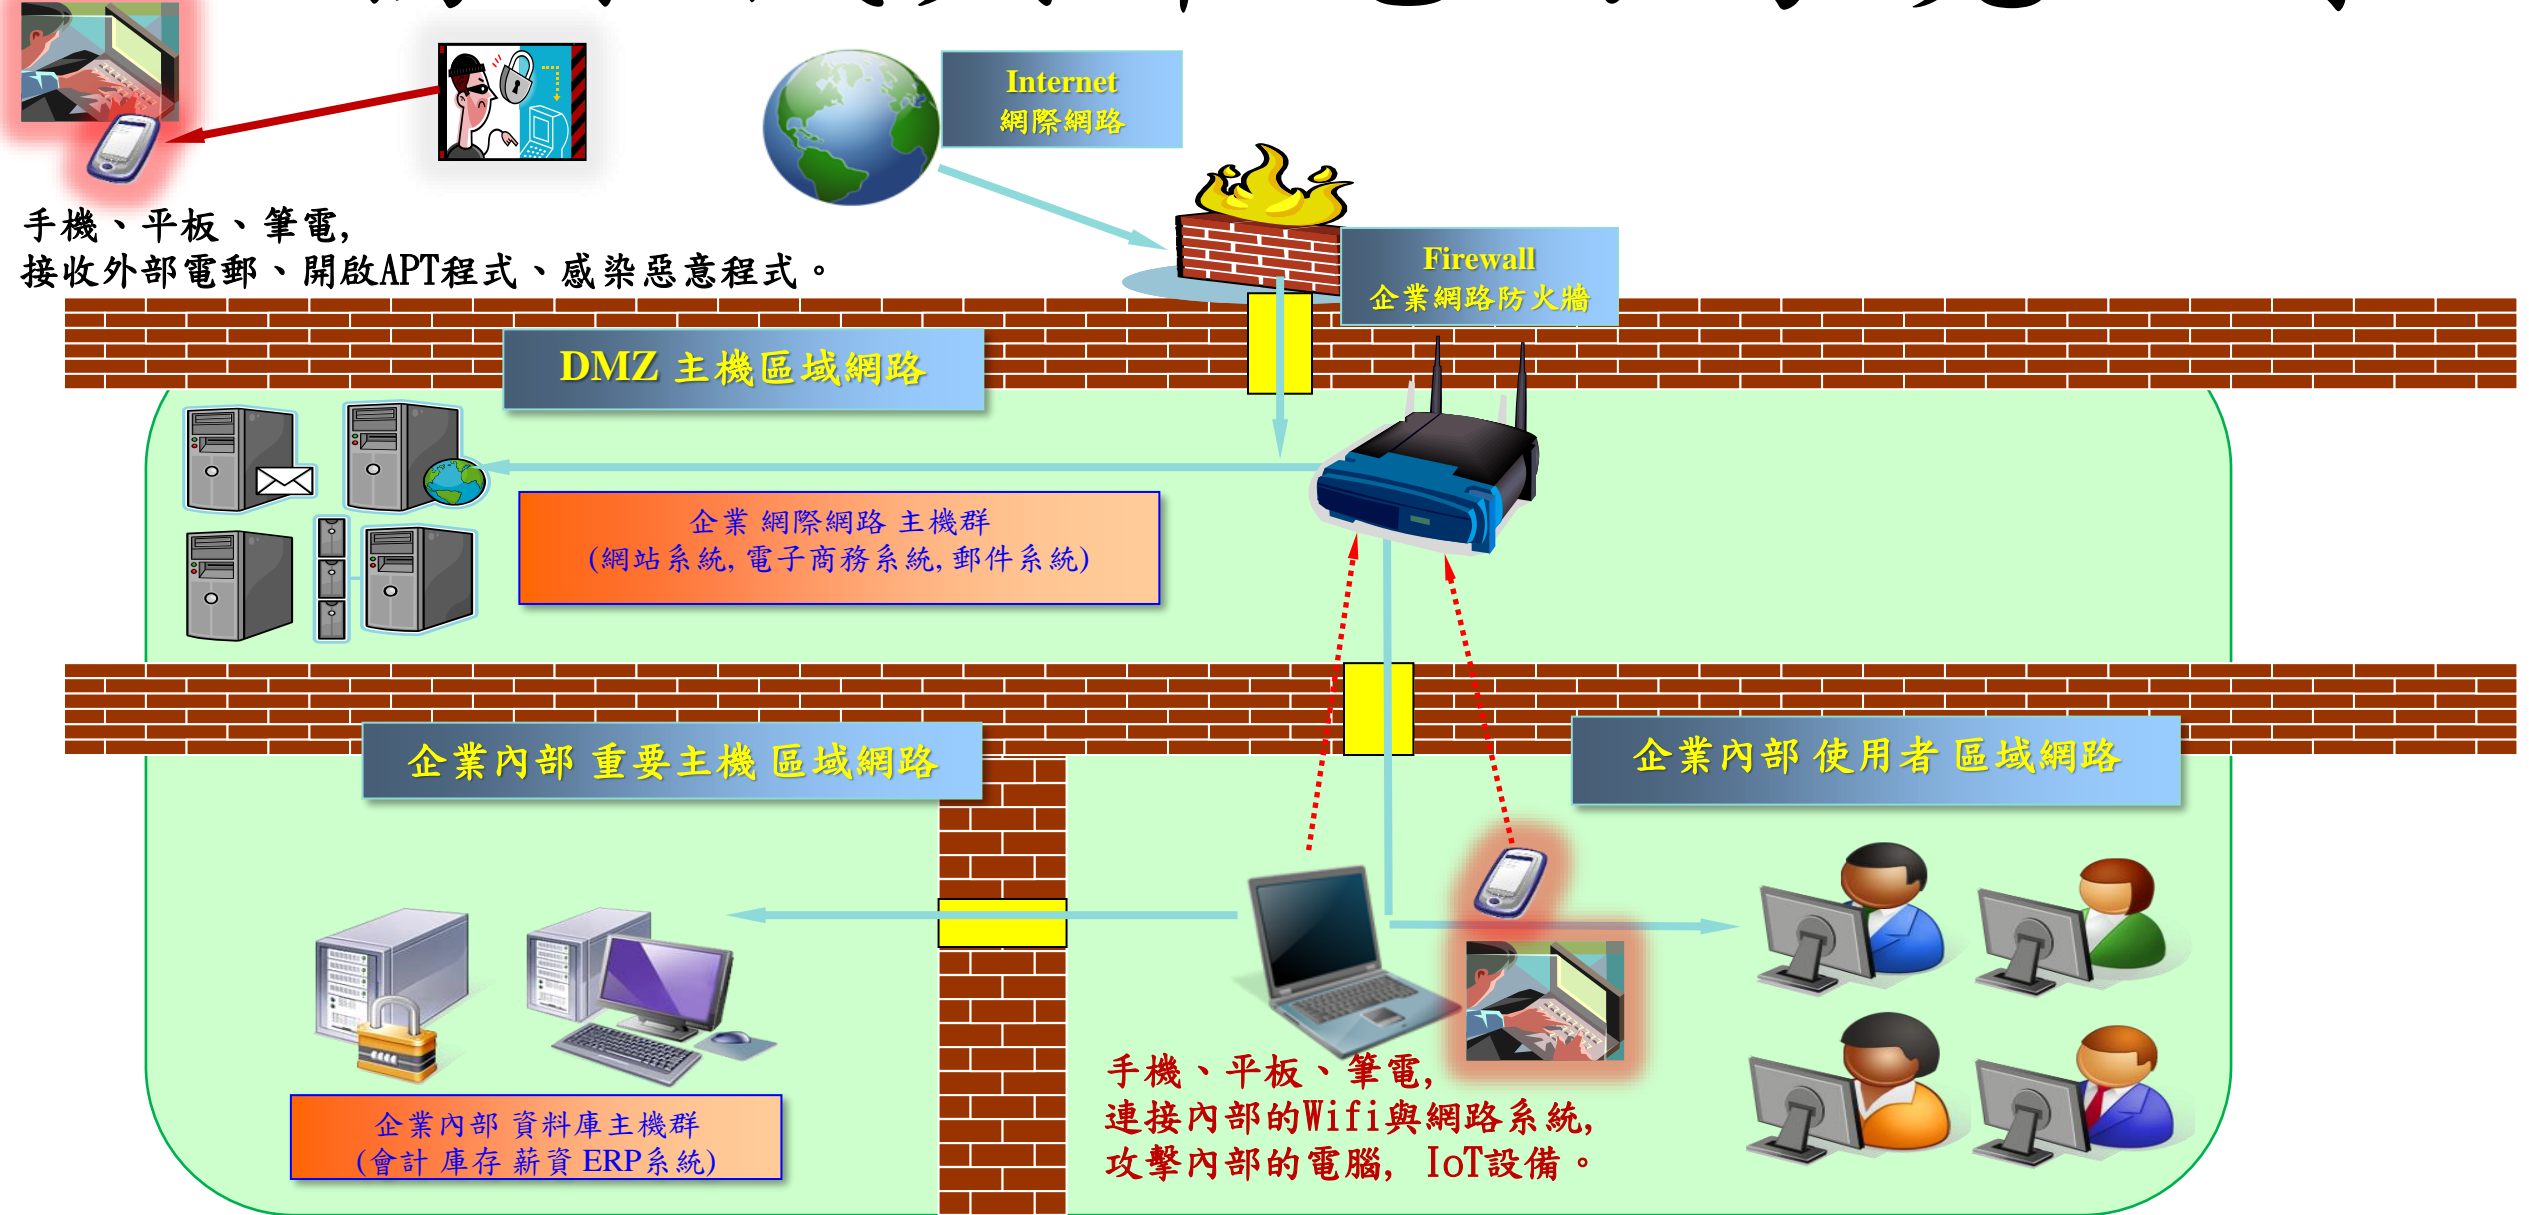 Internet
網際網路
手機、平板、筆電,
接收外部電郵、開啟APT程式、感染惡意程式。
Firewall
企業網路防火牆
DMZ 主機區域網路
企業 網際網路 主機群
(網站系統, 電子商務系統, 郵件系統)
企業內部 重要主機 區域網路
企業內部 使用者 區域網路
手機、平板、筆電,
連接內部的Wifi與網路系統,
攻擊內部的電腦, IoT設備。
企業內部 資料庫主機群
(會計 庫存 薪資 ERP系統)